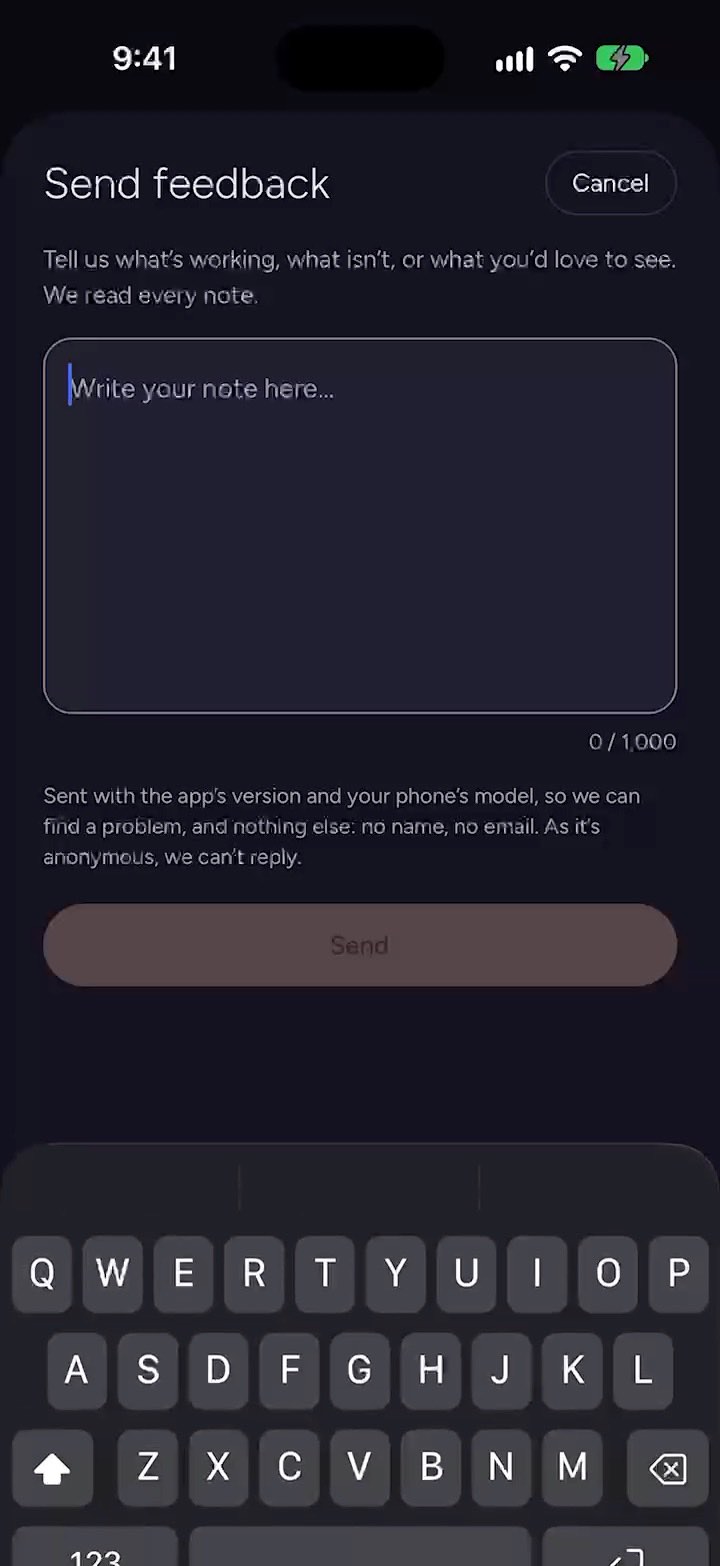 9:41
Send feedback
Cancel
Tell us what's working, what isn't, or what you'd love to see.
We read every note.
Write your note here...
0 / 1,000
Sent with the app's version and your phone's model, so we can
find a problem, and nothing else: no name, no email. As it's
anonymous, we can't reply.
Send
Q W E R T Y U I O P
A S D F G H J K L
Z X C V B N M
123